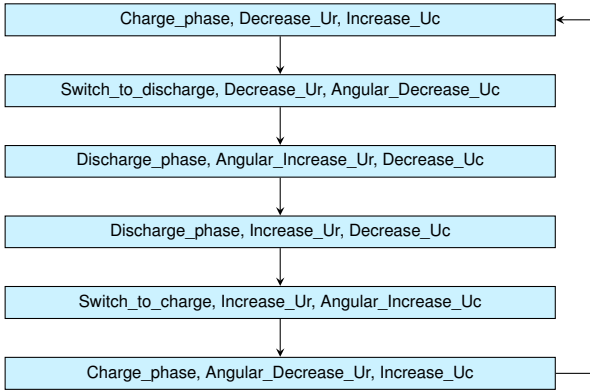 Charge_phase, Decrease_Ur, Increase_Uc
Switch_to_discharge, Decrease_Ur, Angular_Decrease_Uc
Discharge_phase, Angular_Increase_Ur, Decrease_Uc
Discharge_phase, Increase_Ur, Decrease_Uc
Switch_to_charge, Increase_Ur, Angular_Increase_Uc
Charge_phase, Angular_Decrease_Ur, Increase_Uc